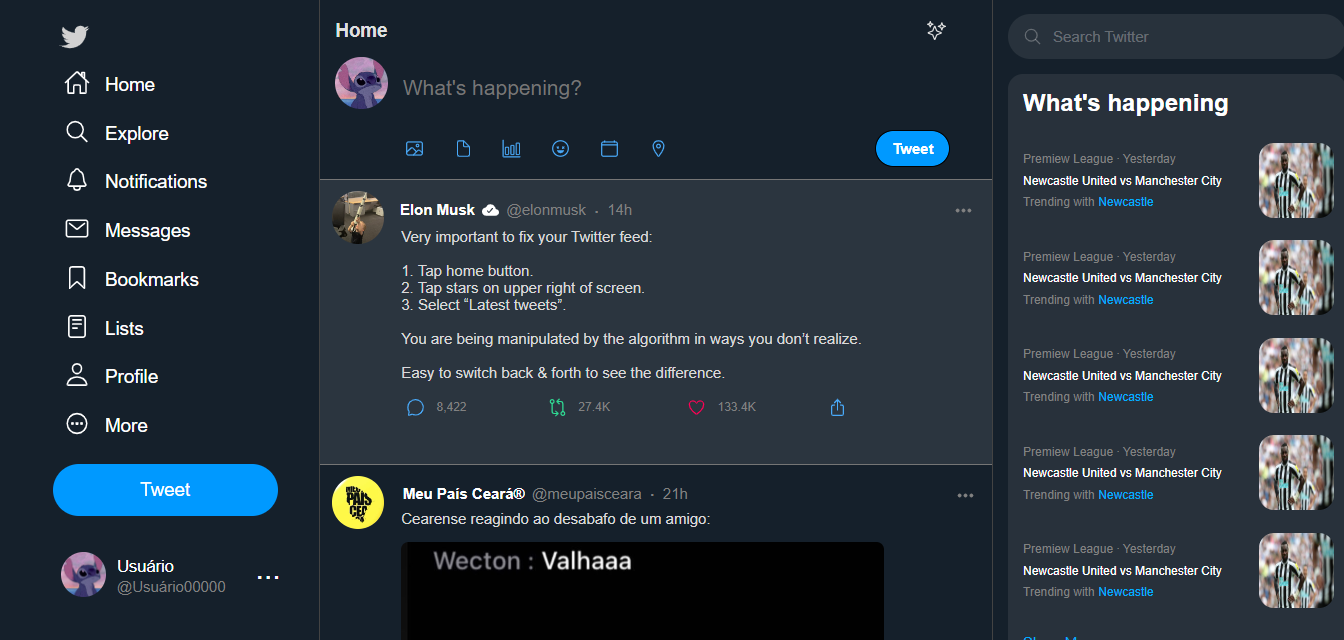 Home
Explore
Notifications
Messages
Bookmarks
Lists
Profile
More
Tweet
Usuário
@Usuário00000
Home
What's happening?
Tweet
Elon Musk @elonmusk · 14h
Very important to fix your Twitter feed:
1. Tap home button.
2. Tap stars on upper right of screen.
3. Select “Latest tweets”.
You are being manipulated by the algorithm in ways you don’t realize.
Easy to switch back & forth to see the difference.
8,422 27.4K 133.4K
MEU PAÍS CEARÁ
Meu País Ceará® @meupaisceara · 21h
Cearense reagindo ao desabafo de um amigo:
Wecton : Valhaaa
Search Twitter
What's happening
Premiew League · Yesterday
Newcastle United vs Manchester City
Trending with Newcastle
Premiew League · Yesterday
Newcastle United vs Manchester City
Trending with Newcastle
Premiew League · Yesterday
Newcastle United vs Manchester City
Trending with Newcastle
Premiew League · Yesterday
Newcastle United vs Manchester City
Trending with Newcastle
Premiew League · Yesterday
Newcastle United vs Manchester City
Trending with Newcastle